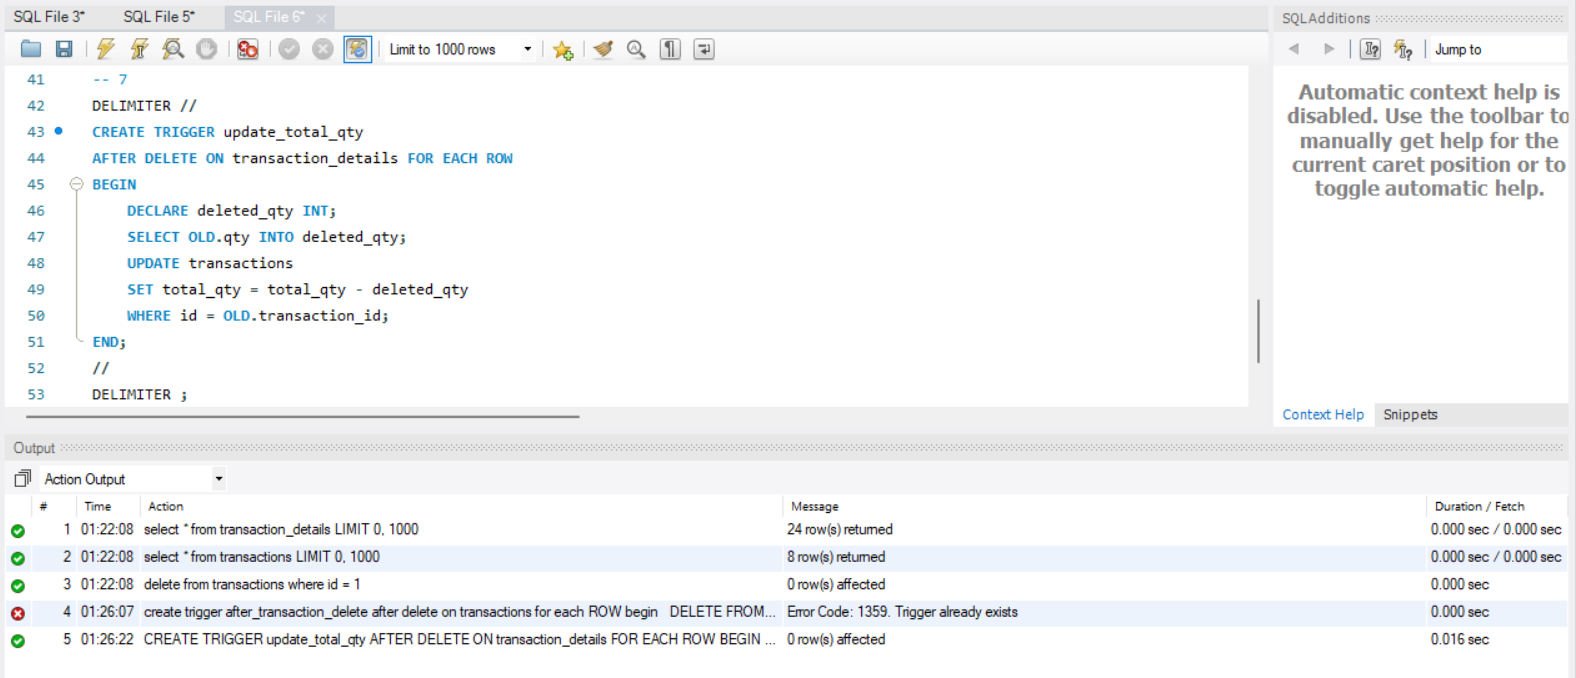 SQL File 3* SQL File 5* SQL File 6* ×
SQLAdditions
Limit to 1000 rows
Jump to
41 -- 7
42 DELIMITER //
43 CREATE TRIGGER update_total_qty
44 AFTER DELETE ON transaction_details FOR EACH ROW
45 BEGIN
46 DECLARE deleted_qty INT;
47 SELECT OLD.qty INTO deleted_qty;
48 UPDATE transactions
49 SET total_qty = total_qty - deleted_qty
50 WHERE id = OLD.transaction_id;
51 END;
52 //
53 DELIMITER ;
Automatic context help is
disabled. Use the toolbar to
manually get help for the
current caret position or to
toggle automatic help.
Context Help Snippets
Output
Action Output
# Time Action Message Duration / Fetch
1 01:22:08 select * from transaction_details LIMIT 0, 1000 24 row(s) returned 0.000 sec / 0.000 sec
2 01:22:08 select * from transactions LIMIT 0, 1000 8 row(s) returned 0.000 sec / 0.000 sec
3 01:22:08 delete from transactions where id = 1 0 row(s) affected 0.000 sec
4 01:26:07 create trigger after_transaction_delete after delete on transactions for each ROW begin DELETE FROM... Error Code: 1359. Trigger already exists 0.000 sec
5 01:26:22 CREATE TRIGGER update_total_qty AFTER DELETE ON transaction_details FOR EACH ROW BEGIN ... 0 row(s) affected 0.016 sec